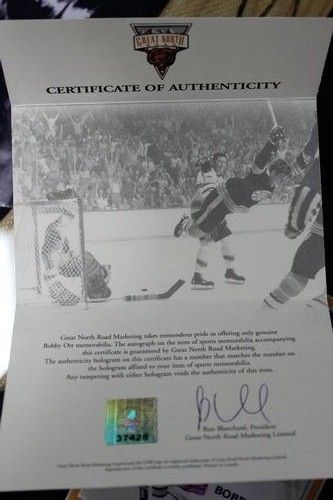 GREAT NORTH
CERTIFICATE OF AUTHENTICITY
Great North Road Marketing takes tremendous pride in offering only genuine
Bobby Orr memorabilia. The autograph on the item of sports memorabilia accompanying
this certificate is guaranteed by Great North Road Marketing.
The authenticity hologram on this certificate has a number that matches the number on
the hologram affixed to your item of sports memorabilia.
Any tampering with either hologram voids the authenticity of this item.
37426
Ron Blanchard, President
Great North Road Marketing Limited.
BOBB